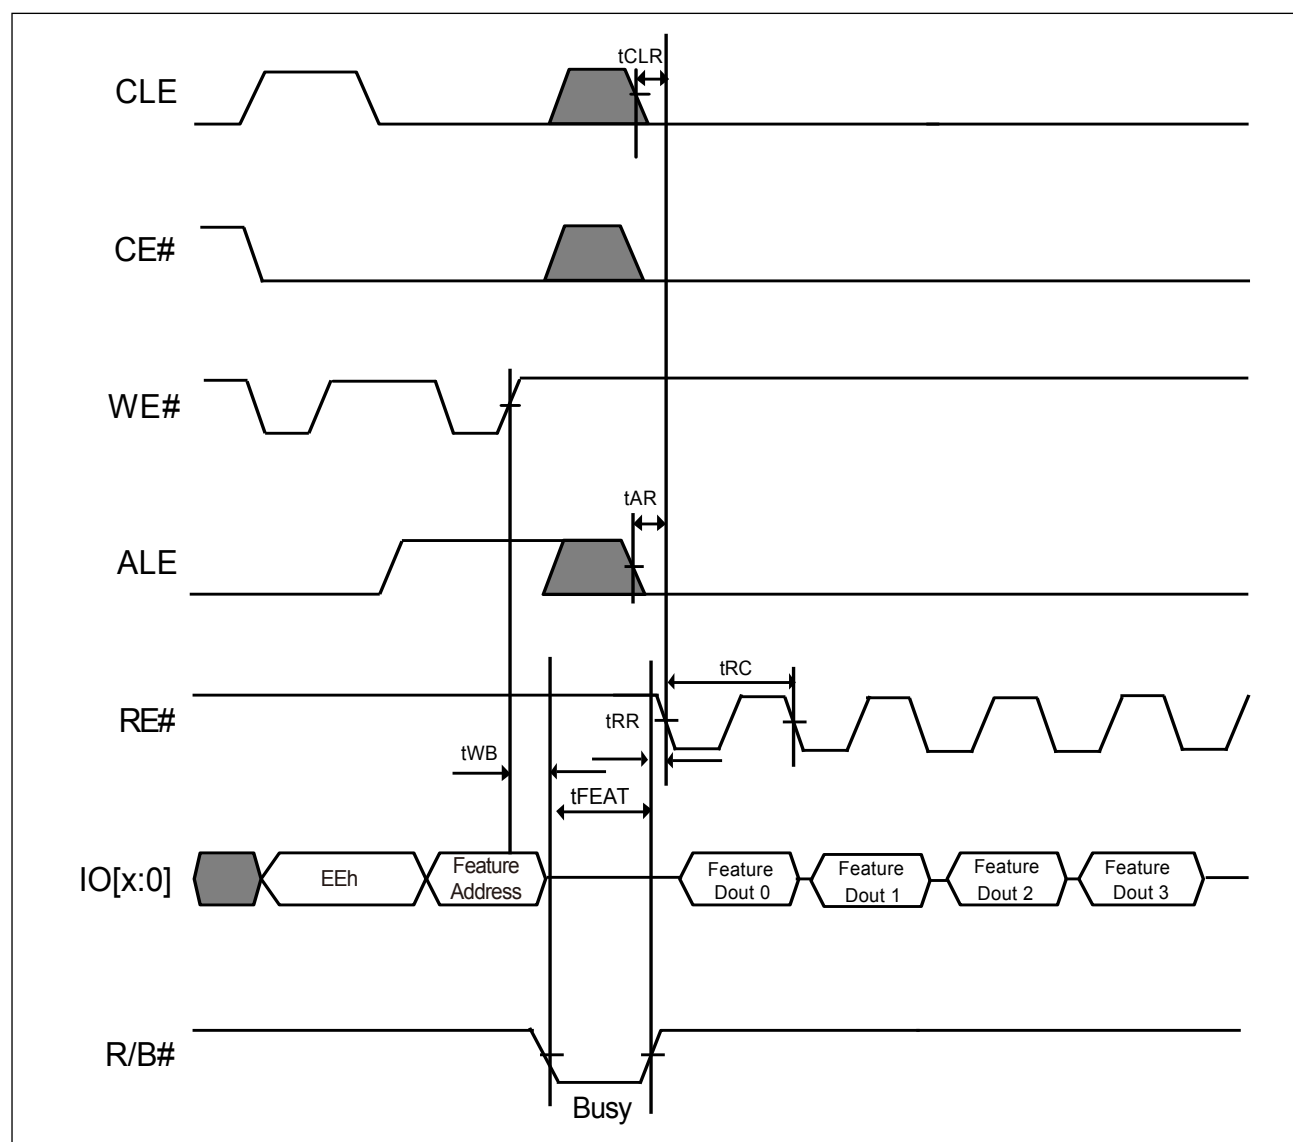 tCLR
CLE
CE#
WE#
tAR
ALE
tRC
RE#
tRR
tWB
tFEAT
IO[x:0]
EEh
Feature
Address
Feature
Dout 0
Feature
Dout 1
Feature
Dout 2
Feature
Dout 3
R/B#
Busy